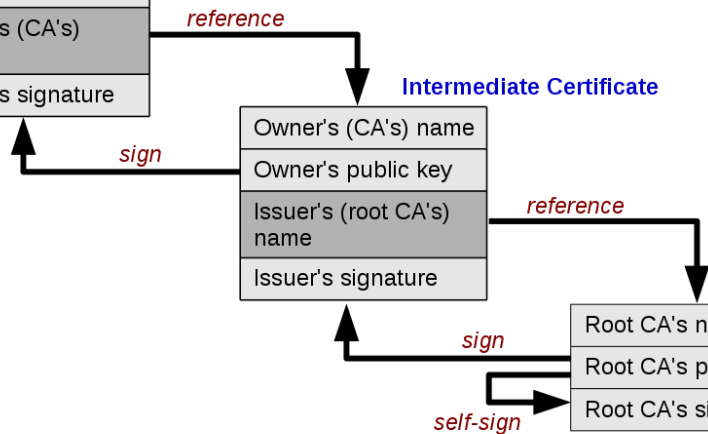 reference
s (CA's)
Intermediate Certificate
s signature
Owner's (CA's) name
sign
Owner's public key
Issuer's (root CA's)
name
reference
Issuer's signature
Root CA's n
sign
Root CA's p
Root CA's si
self-sign